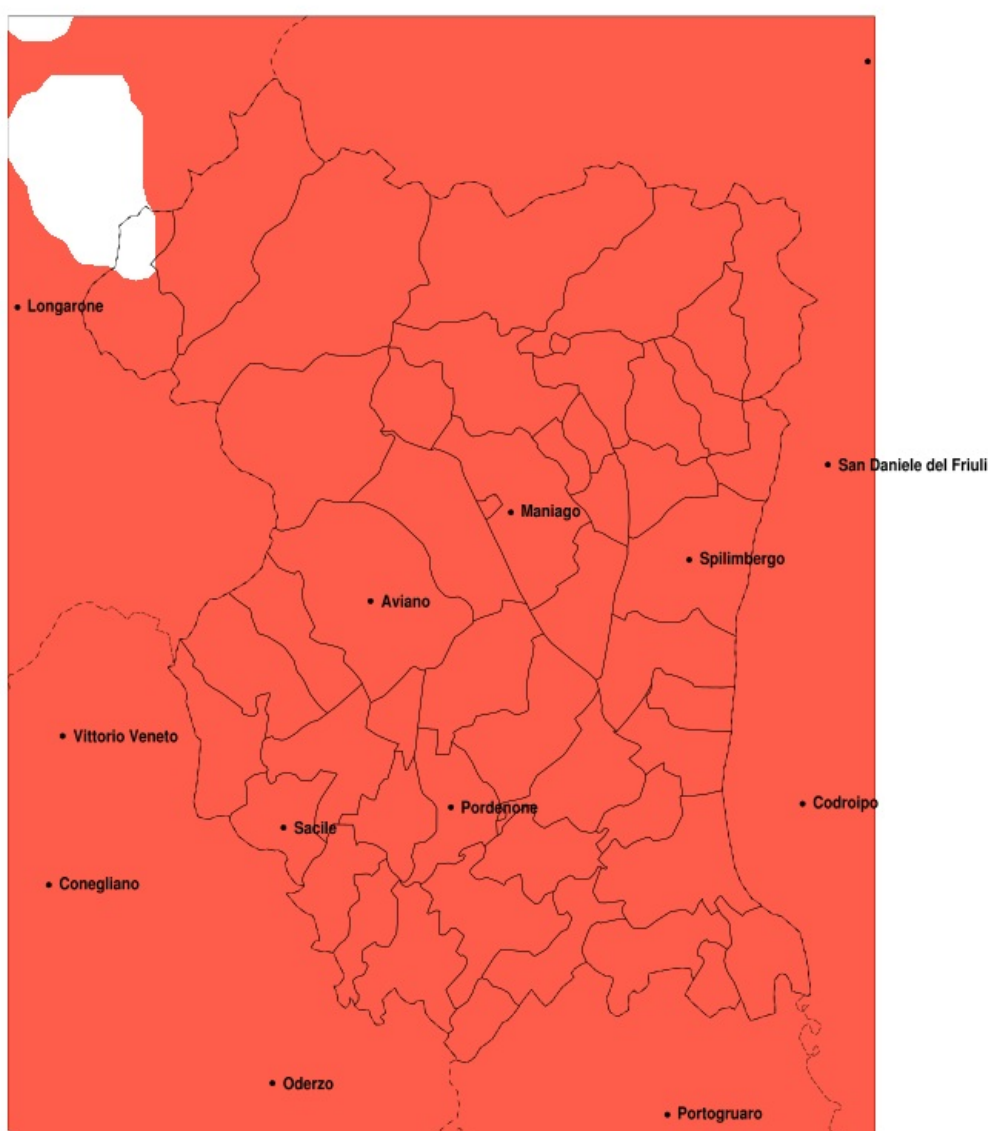 Longarone
San Daniele del Friuli
Maniago
Spilimbergo
Aviano
Vittorio Veneto
Codroipo
Pordenone
Sacile
Conegliano
Oderzo
Portogruaro